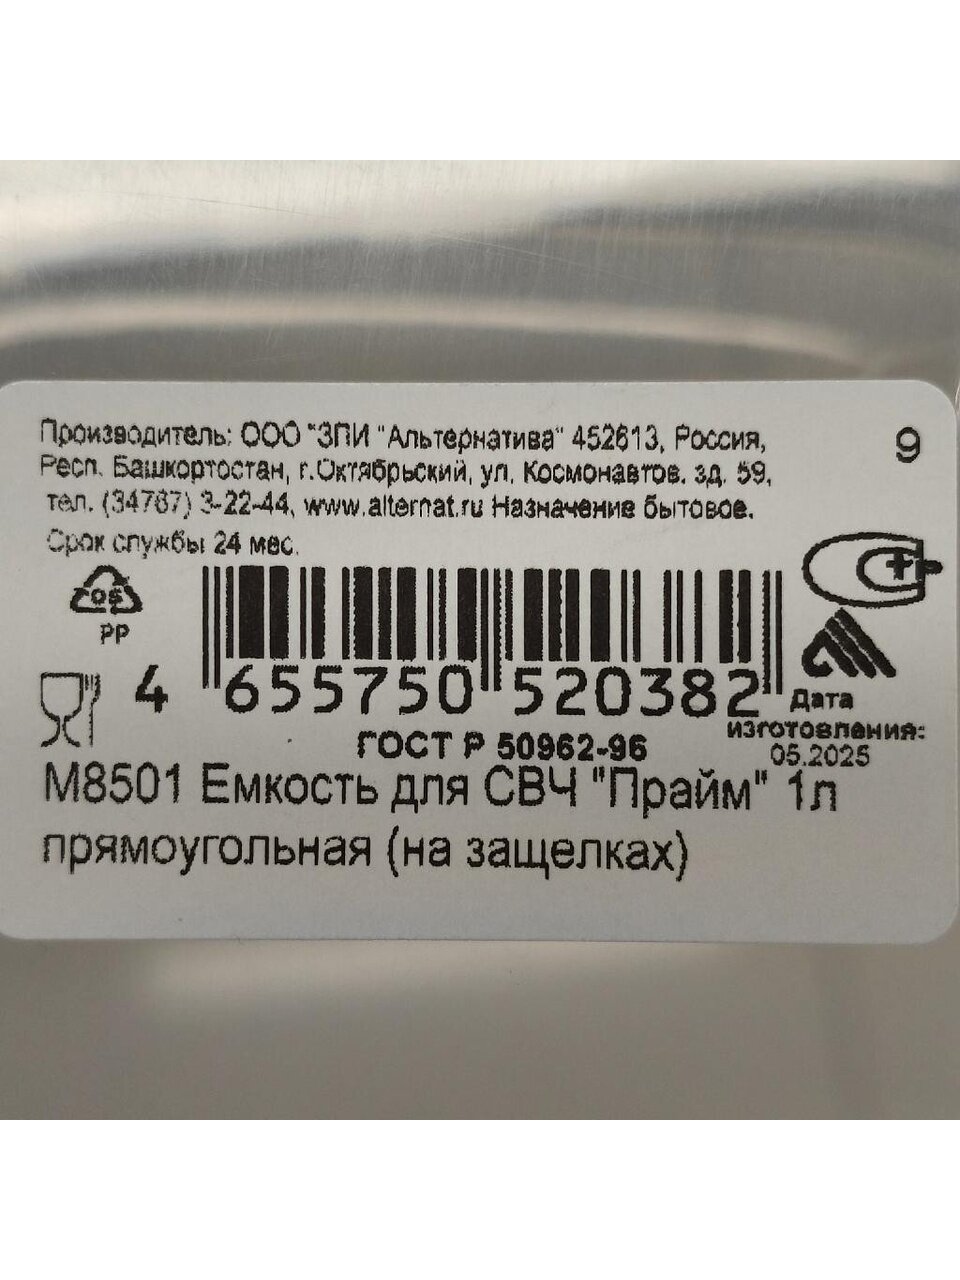 Производитель: ООО "ЗПИ "Альтернатива" 452613, Россия,
Респ. Башкортостан, г.Октябрьский, ул. Космонавтов, зд. 59,
тел. (34767) 3-22-44, www.alternat.ru Назначение бытовое.
Срок службы 24 мес.
9
05
PP
4 655750 520382
ГОСТ Р 50962-96
Дата
изготовления:
05.2025
М8501 Емкость для СВЧ "Прайм" 1л
прямоугольная (на защелках)